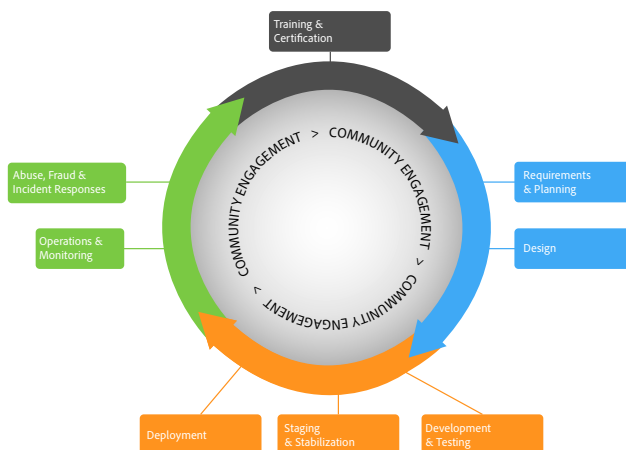 Training &
Certification
Requirements
& Planning
Design
Development
& Testing
Staging
& Stabilization
Deployment
Operations &
Monitoring
Abuse, Fraud &
Incident Responses
COMMUNITY ENGAGEMENT > COMMUNITY ENGAGEMENT > COMMUNITY ENGAGEMENT > COMMUNITY ENGAGEMENT >